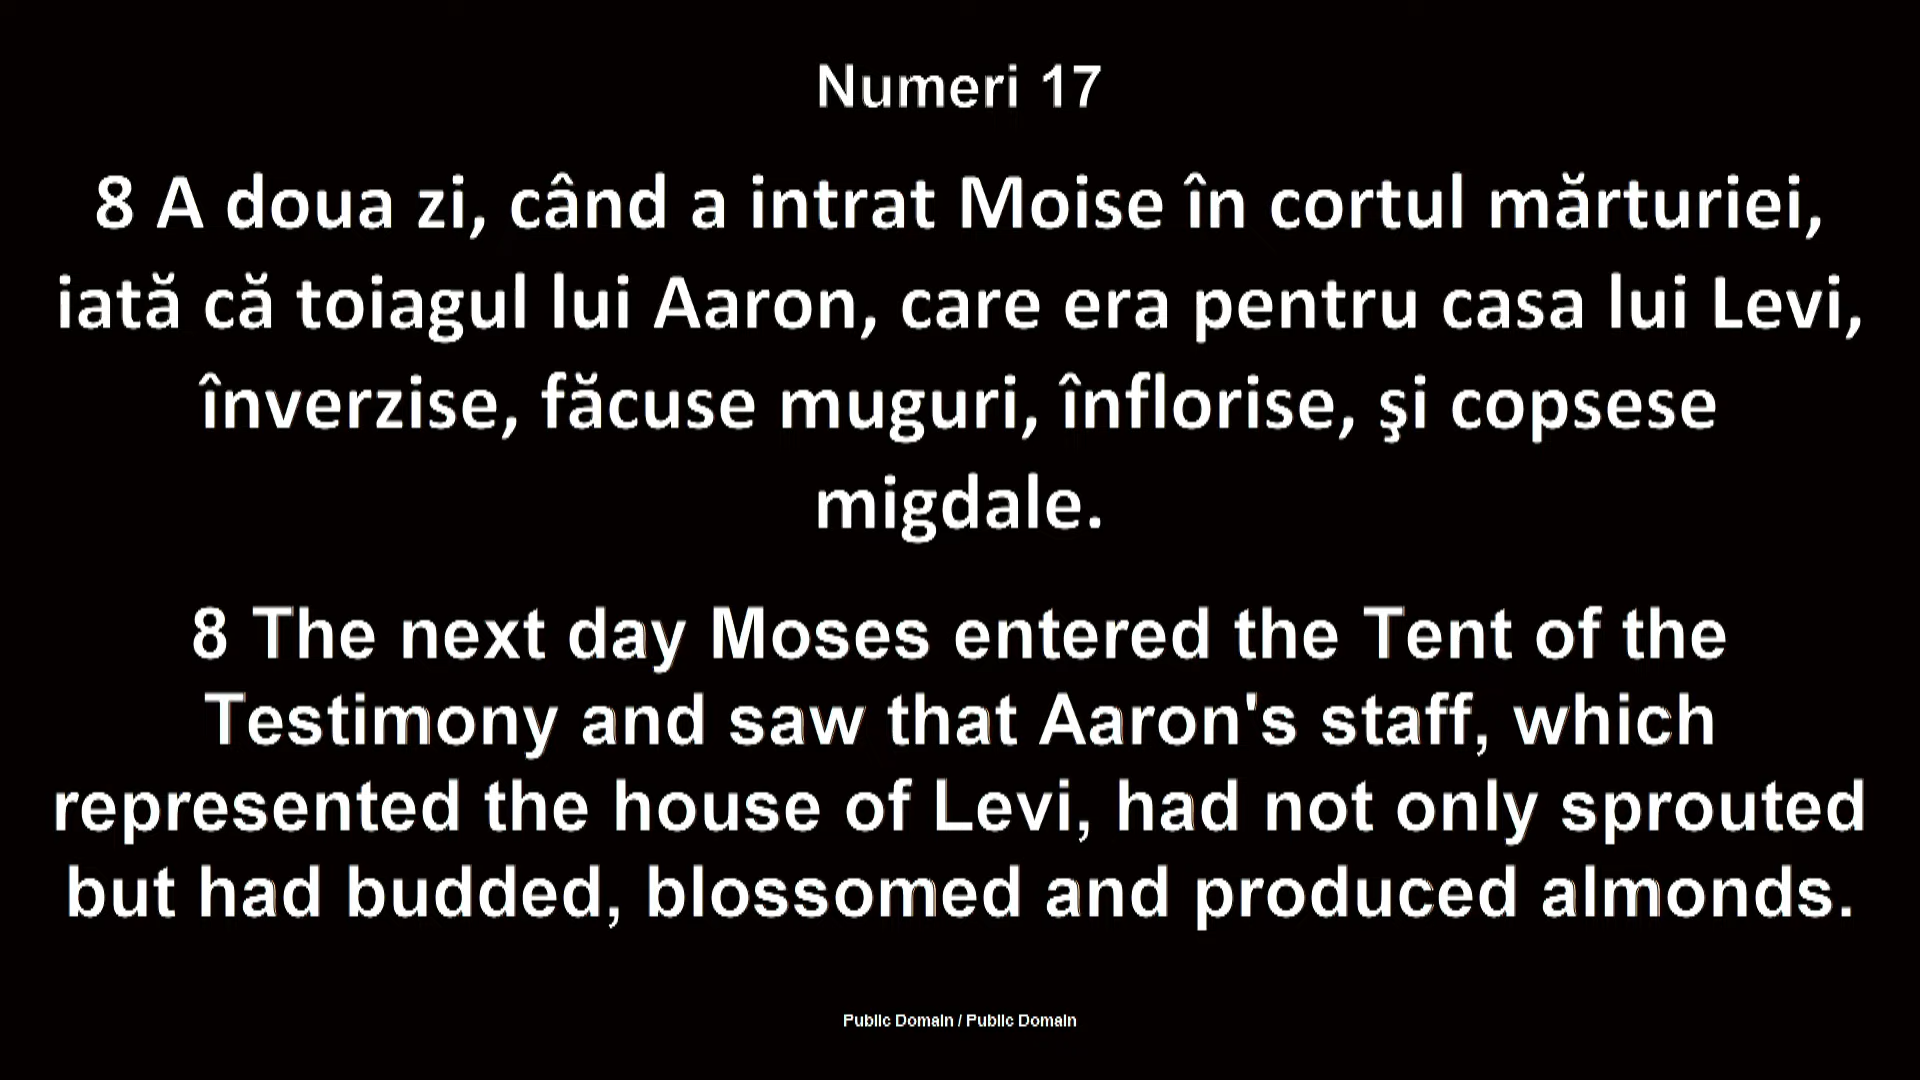 Numeri 17
8 A doua zi, când a intrat Moise în cortul mărturiei,
iată că toiagul lui Aaron, care era pentru casa lui Levi,
înverzise, făcuse muguri, înflorise, şi copsese
migdale.
8 The next day Moses entered the Tent of the
Testimony and saw that Aaron's staff, which
represented the house of Levi, had not only sprouted
but had budded, blossomed and produced almonds.
Public Domain / Public Domain